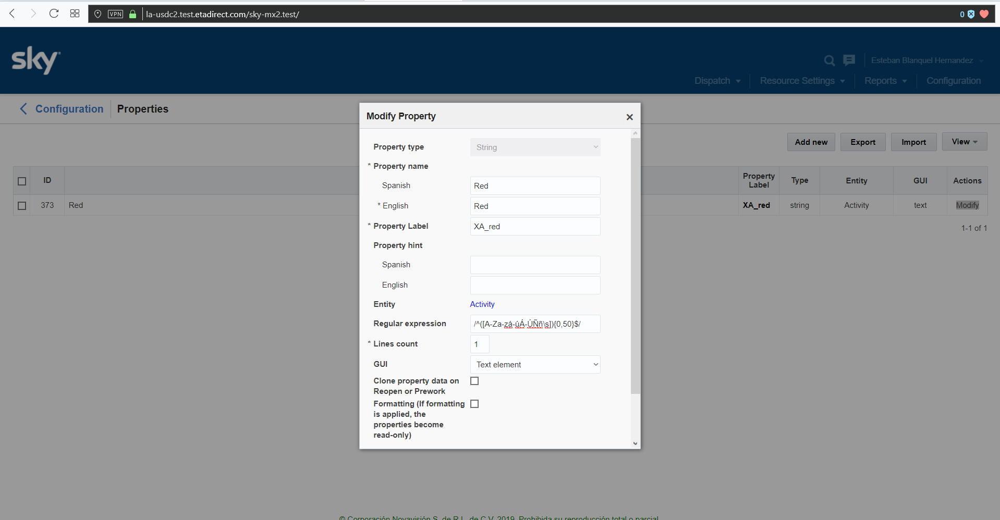 VPN
la-usdc2.test.etadirect.com/sky-mx2.test/
0
sky
Esteban Blanquel Hernandez
Dispatch
Resource Settings
Reports
Configuration
Configuration
Properties
Add new
Export
Import
View
ID
Property Label
Type
Entity
GUI
Actions
373
Red
XA_red
string
Activity
text
Modify
1-1 of 1
Modify Property
Property type
String
* Property name
Spanish
Red
* English
Red
* Property Label
XA_red
Property hint
Spanish
English
Entity
Activity
Regular expression
/^([A-Za-zá-úÁ-ÚÑñ\s]){0,50}$/
* Lines count
1
GUI
Text element
Clone property data on
Reopen or Prework
Formatting (If formatting
is applied, the
properties become
read-only)
© Corporación Novavisión S. de R.L. de C.V. 2019. Prohibida su reproducción total o parcial